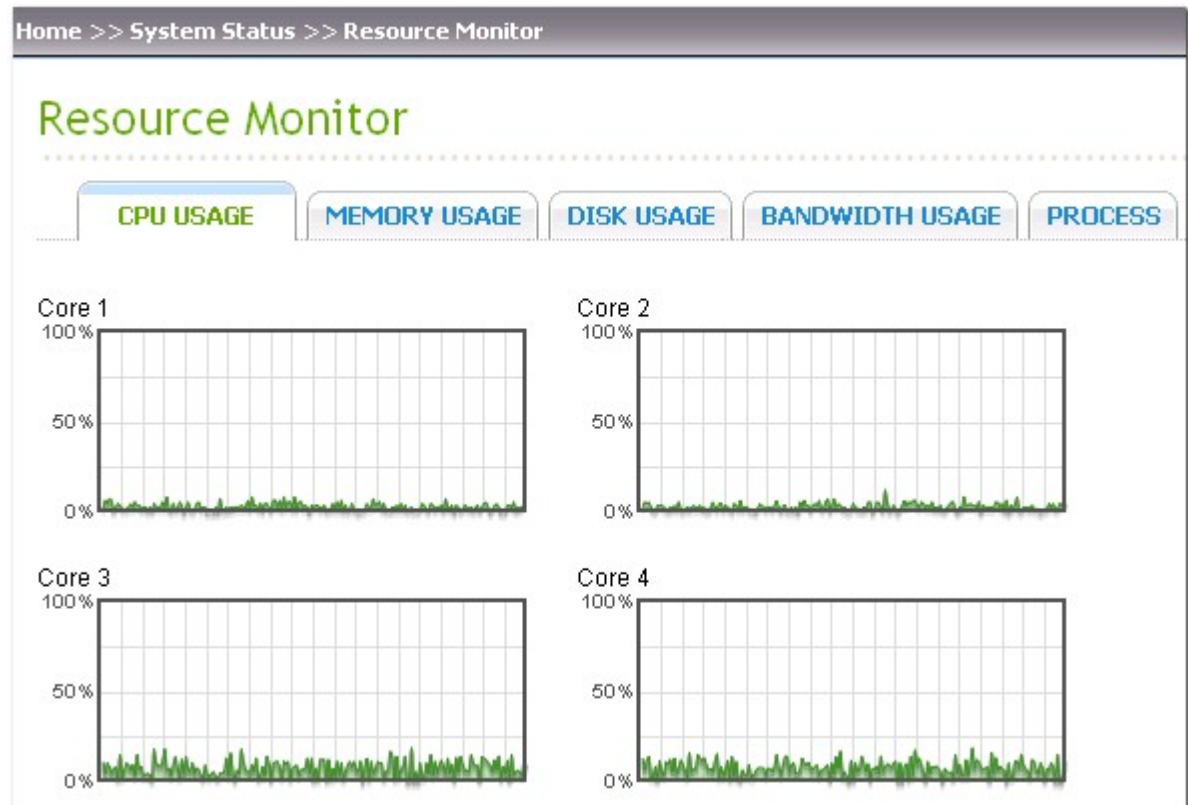 Home >> System Status >> Resource Monitor
Resource Monitor
CPU USAGE MEMORY USAGE DISK USAGE BANDWIDTH USAGE PROCESS
Core 1
100%
50%
0%
Core 2
100%
50%
0%
Core 3
100%
50%
0%
Core 4
100%
50%
0%